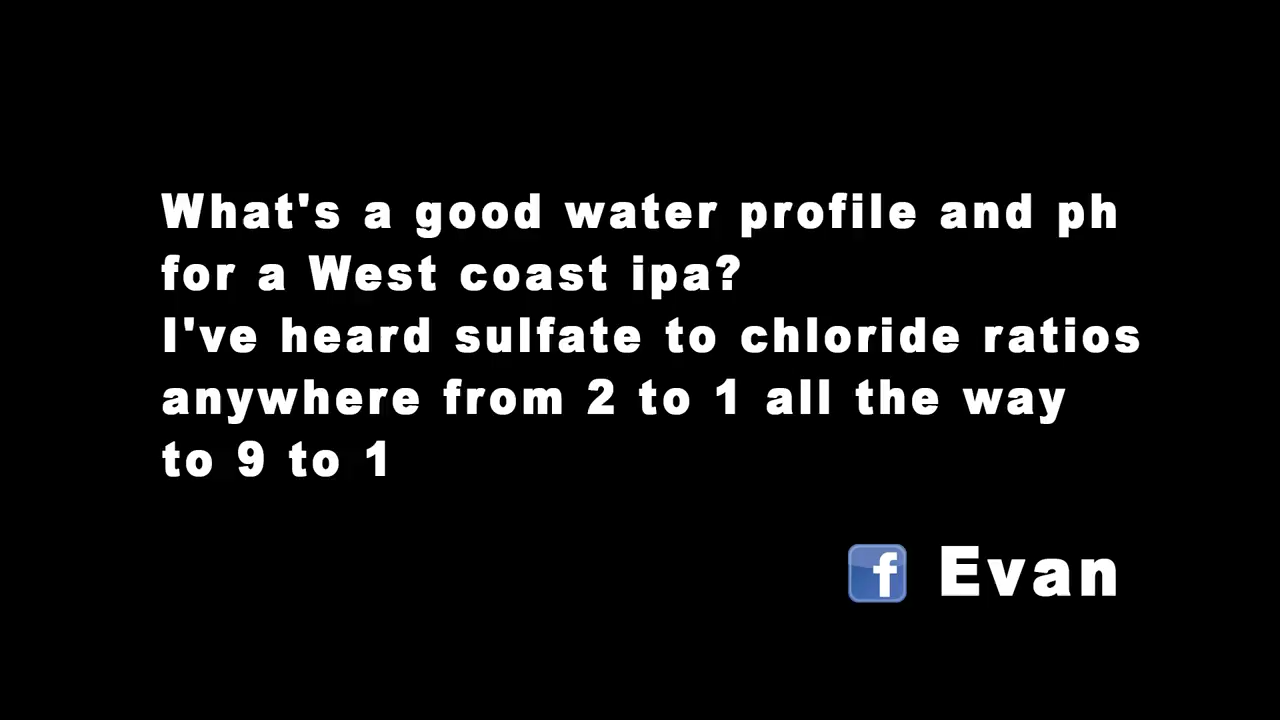 What's a good water profile and ph
for a West coast ipa?
I've heard sulfate to chloride ratios
anywhere from 2 to 1 all the way
to 9 to 1
f Evan